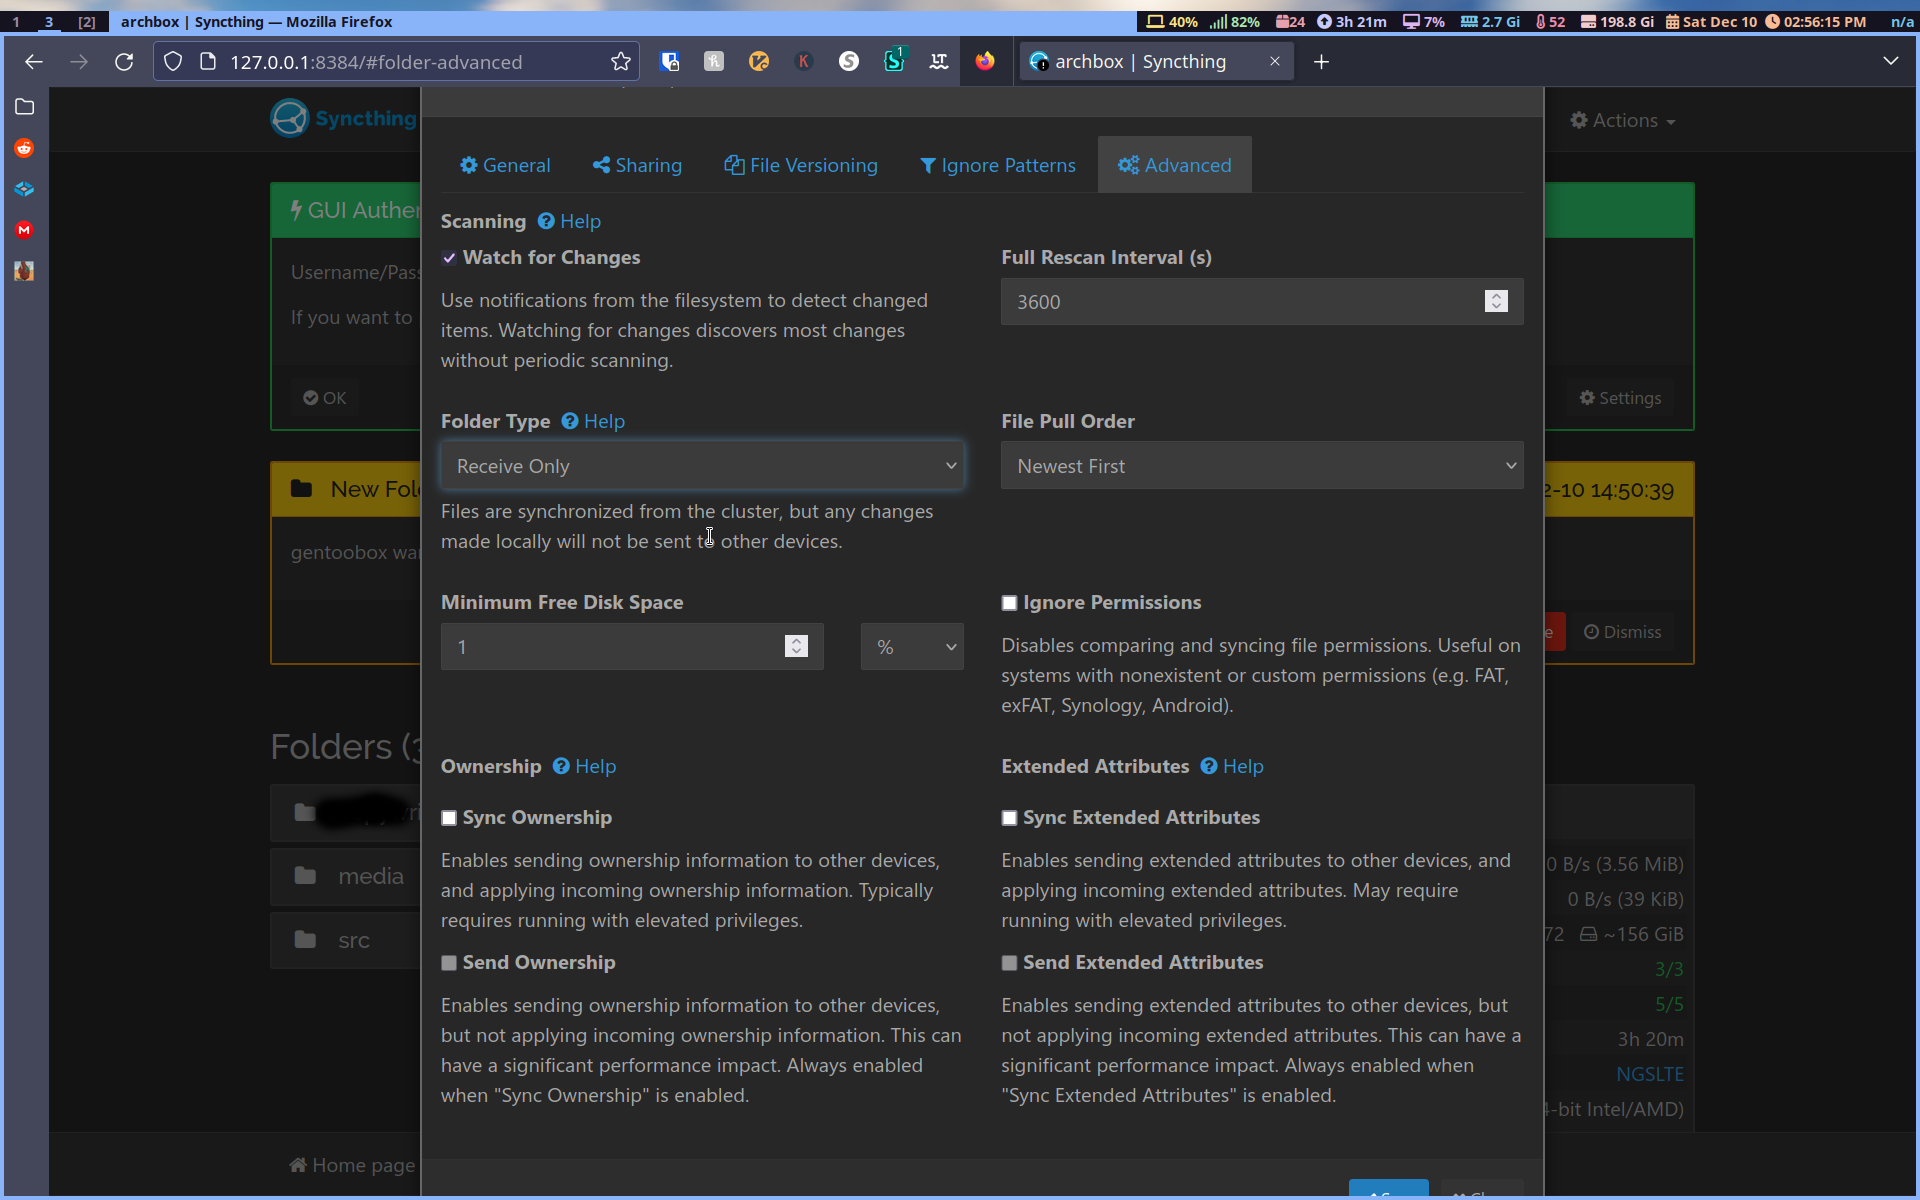 1 3 [2] archbox | Syncthing — Mozilla Firefox 40% 82% 24 3h 21m 7% 2.7 Gi 52 198.8 Gi Sat Dec 10 02:56:15 PM n/a
127.0.0.1:8384/#folder-advanced 1 archbox | Syncthing
Syncthing Actions
General Sharing File Versioning Ignore Patterns Advanced
GUI Auther
Scanning Help
Watch for Changes Full Rescan Interval (s)
Username/Pass
Use notifications from the filesystem to detect changed 3600
If you want to items. Watching for changes discovers most changes
without periodic scanning.
OK Settings
Folder Type Help File Pull Order
Receive Only Newest First
New Fol 2-10 14:50:39
Files are synchronized from the cluster, but any changes
made locally will not be sent to other devices.
gentoobox wa
Minimum Free Disk Space Ignore Permissions
e Dismiss
1 % Disables comparing and syncing file permissions. Useful on
systems with nonexistent or custom permissions (e.g. FAT,
exFAT, Synology, Android).
Folders (3
Ownership Help Extended Attributes Help
Sync Ownership Sync Extended Attributes
Enables sending ownership information to other devices, Enables sending extended attributes to other devices, and 0 B/s (3.56 MiB)
media and applying incoming ownership information. Typically applying incoming extended attributes. May require 0 B/s (39 KiB)
requires running with elevated privileges. running with elevated privileges. 72 ~156 GiB
src
Send Ownership Send Extended Attributes 3/3
Enables sending ownership information to other devices, Enables sending extended attributes to other devices, but 5/5
but not applying incoming ownership information. This can not applying incoming extended attributes. This can have a 3h 20m
have a significant performance impact. Always enabled significant performance impact. Always enabled when NGSLTE
when "Sync Ownership" is enabled. "Sync Extended Attributes" is enabled. 4-bit Intel/AMD)
Home page